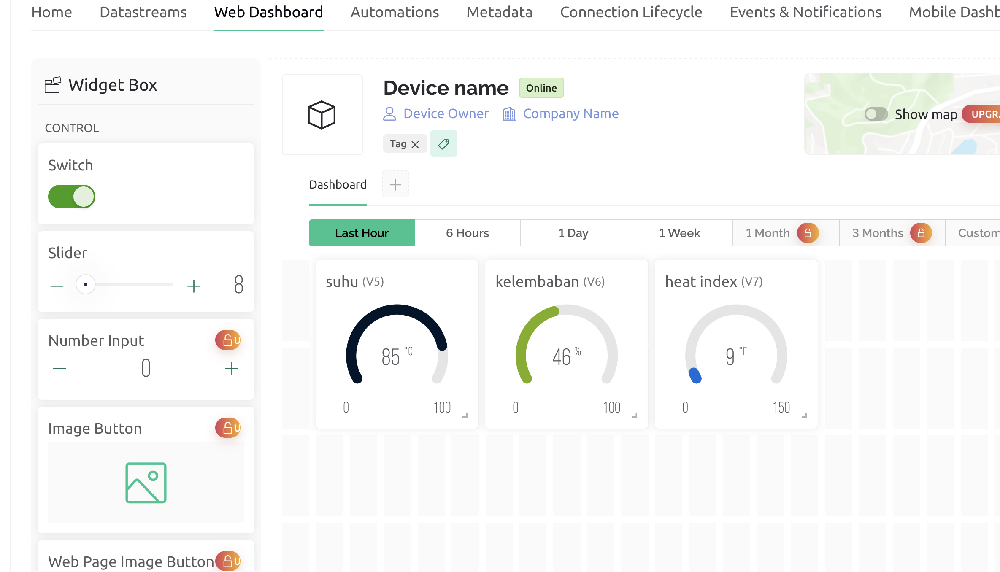 Home Datastreams Web Dashboard Automations Metadata Connection Lifecycle Events & Notifications Mobile
Widget Box
CONTROL
Switch
Slider
8
Number Input
U
0
Image Button
U
Web Page Image Button
U
Device name Online
Device Owner Company Name
Tag
Show map
Dashboard
Last Hour 6 Hours 1 Day 1 Week 1 Month 3 Months Custom
suhu (V5)
85 °C
0 100
kelembaban (V6)
46 %
0 100
heat index (V7)
9 °F
0 150